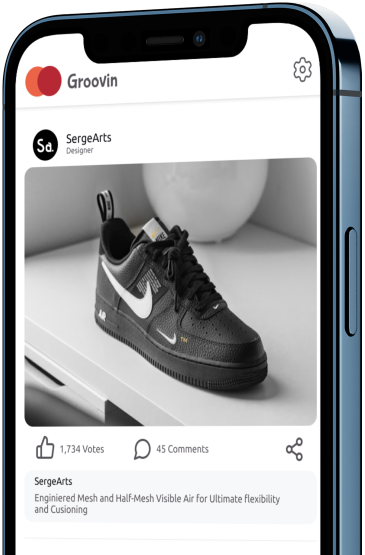 Groovin
Sa.
SergeArts
Designer
AIR
1,734 Votes
45 Comments
SergeArts
Enginiered Mesh and Half-Mesh Visible Air for Ultimate flexibility
and Cusioning